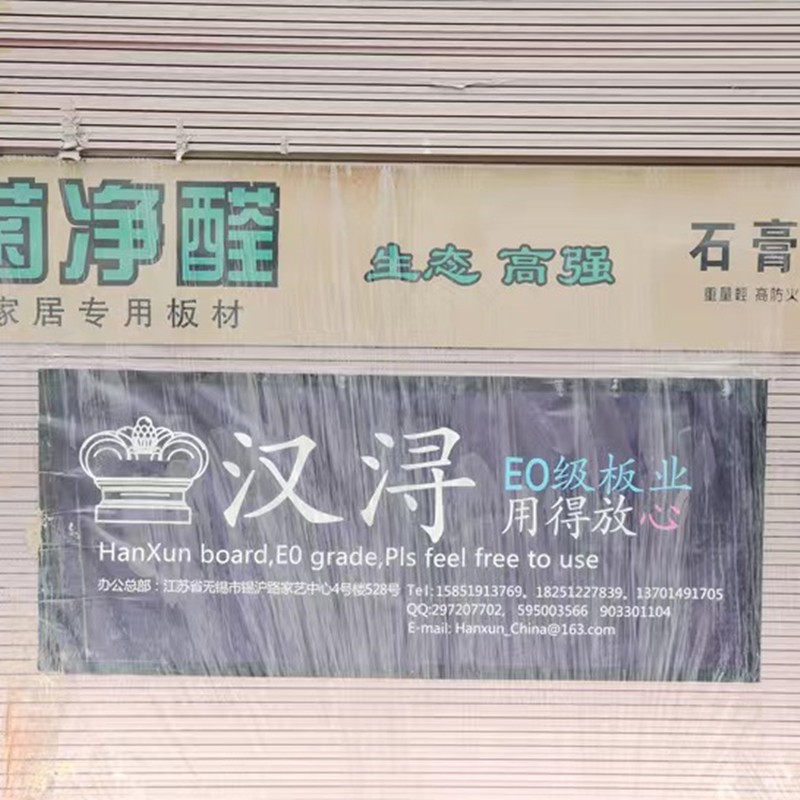 菌净醛
家居专用板材
生态 高强
石膏
重量轻 高防火
汉浔
E0级板业
用得放心
HanXun board,E0 grade,Pls feel free to use
办公总部：江苏省无锡市锡沪路家艺中心4号楼528号
Tel:15851913769, 18251227839, 13701491705
QQ:297207702, 595003566 903301104
E-mail: Hanxun_China@163.com